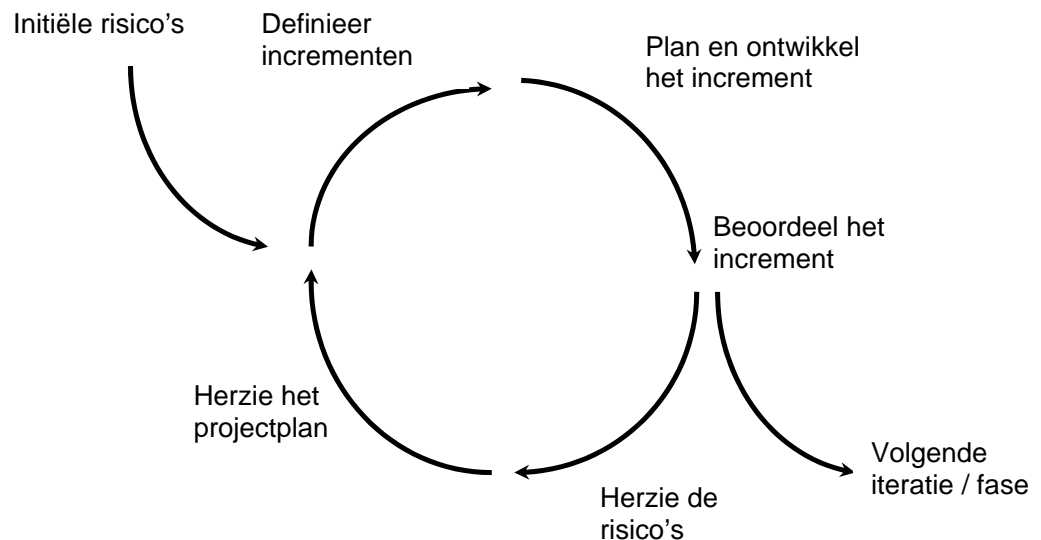 Initiële risico's
Definieer
incrementen
Plan en ontwikkel
het increment
Beoordeel het
increment
Herzie het
projectplan
Volgende
iteratie / fase
Herzie de
risico's